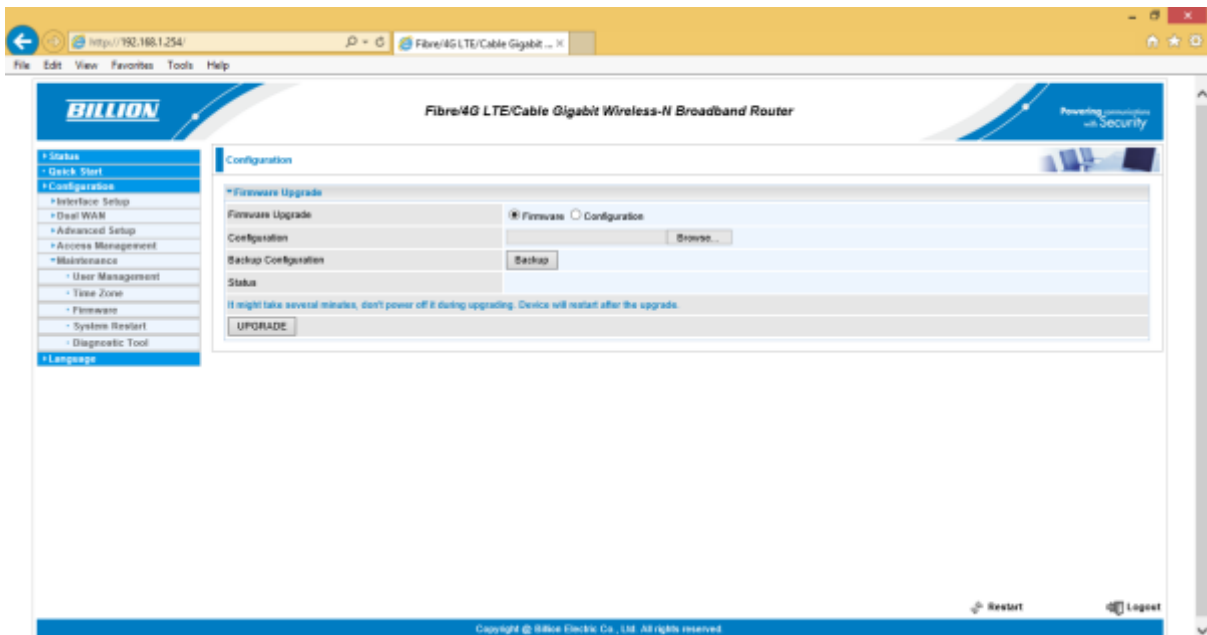 http://192.168.1.254/
Fibre/4G LTE/Cable Gigabit ...
File Edit View Favorites Tools Help
BILLION
Fibre/4G LTE/Cable Gigabit Wireless-N Broadband Router
Powering communications with Security
Status
Quick Start
Configuration
Interface Setup
Dual WAN
Advanced Setup
Access Management
Maintenance
User Management
Time Zone
Firmware
System Restart
Diagnostic Tool
Language
Configuration
Firmware Upgrade
Firmware Upgrade Firmware Configuration
Configuration Browse...
Backup Configuration Backup
Status
It might take several minutes, don't power off it during upgrading. Device will restart after the upgrade.
UPGRADE
Restart Logout
Copyright @ Billion Electric Co., Ltd. All rights reserved.